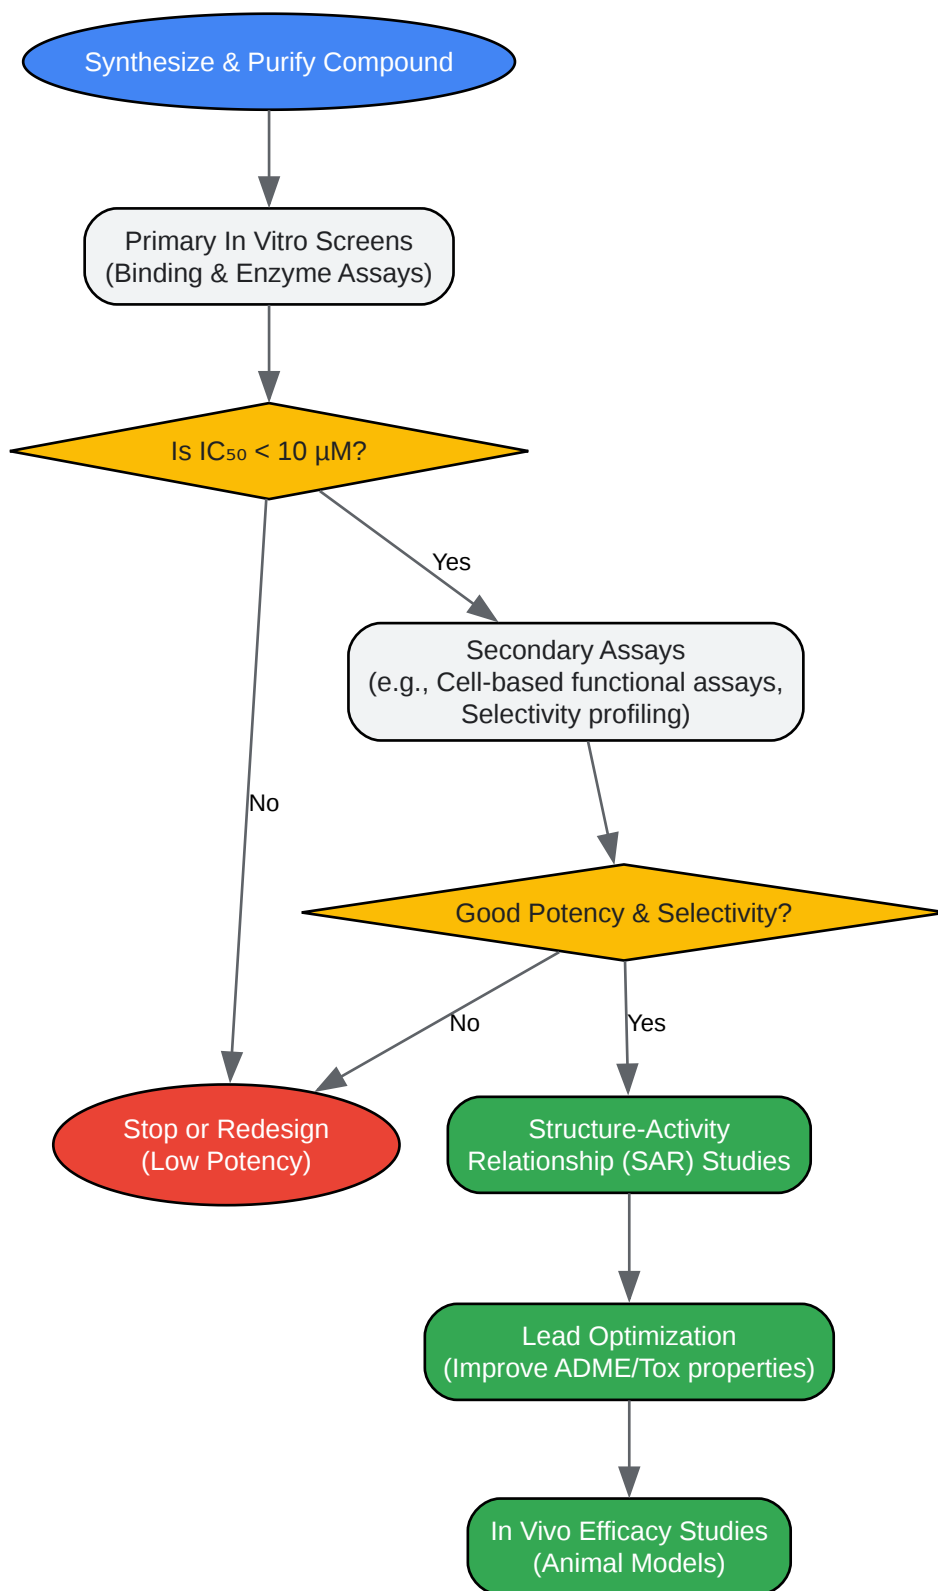 Synthesize & Purify Compound
Primary In Vitro Screens
(Binding & Enzyme Assays)
Is IC₅₀ < 10 µM?
Yes
Secondary Assays
(e.g., Cell-based functional assays,
Selectivity profiling)
No
Good Potency & Selectivity?
No
Yes
Stop or Redesign
(Low Potency)
Structure-Activity
Relationship (SAR) Studies
Lead Optimization
(Improve ADME/Tox properties)
In Vivo Efficacy Studies
(Animal Models)